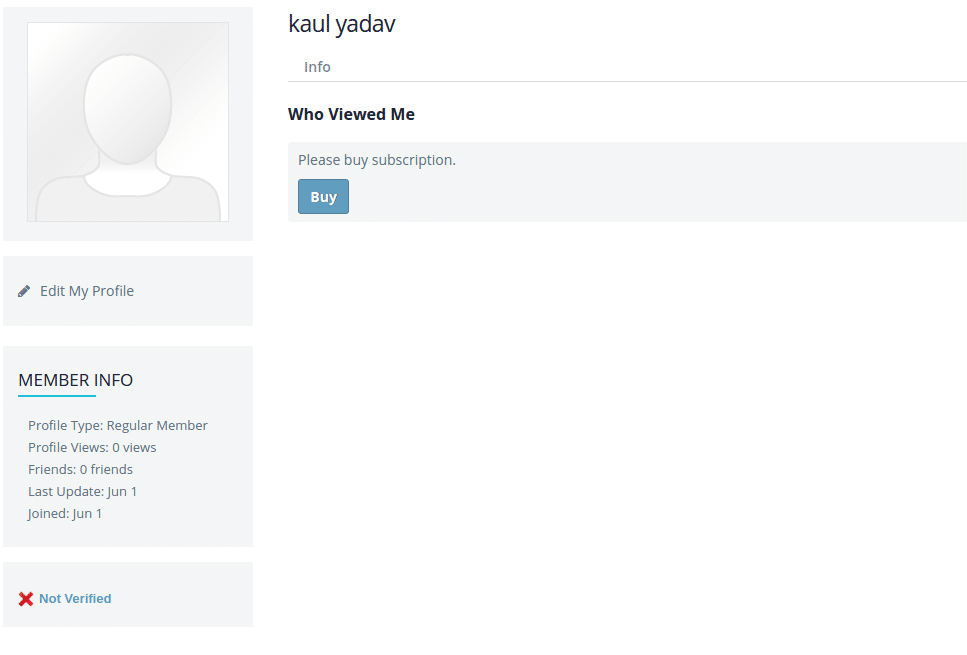 kaul yadav
Info
Who Viewed Me
Please buy subscription.
Buy
Edit My Profile
MEMBER INFO
Profile Type: Regular Member
Profile Views: 0 views
Friends: 0 friends
Last Update: Jun 1
Joined: Jun 1
Not Verified